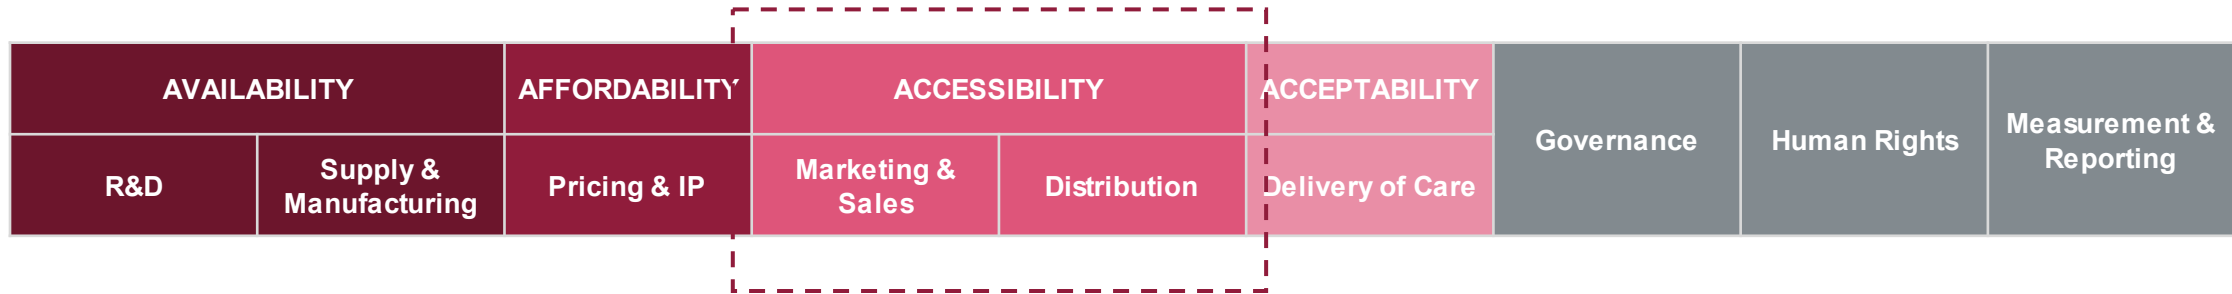 AVAILABILITY
AFFORDABILITY
ACCESSIBILITY
ACCEPTABILITY
R&D
Supply &
Manufacturing
Pricing & IP
Marketing &
Sales
Distribution
Delivery of Care
Governance
Human Rights
Measurement &
Reporting